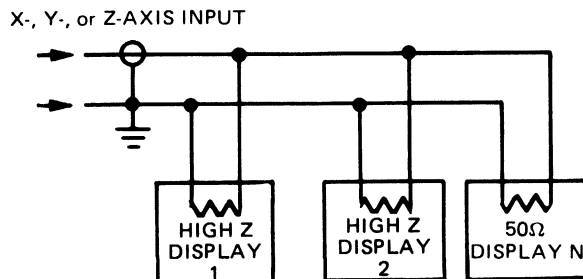 X-, Y-, or Z-AXIS INPUT
HIGH Z
DISPLAY
1
HIGH Z
DISPLAY
2
50Ω
DISPLAY N